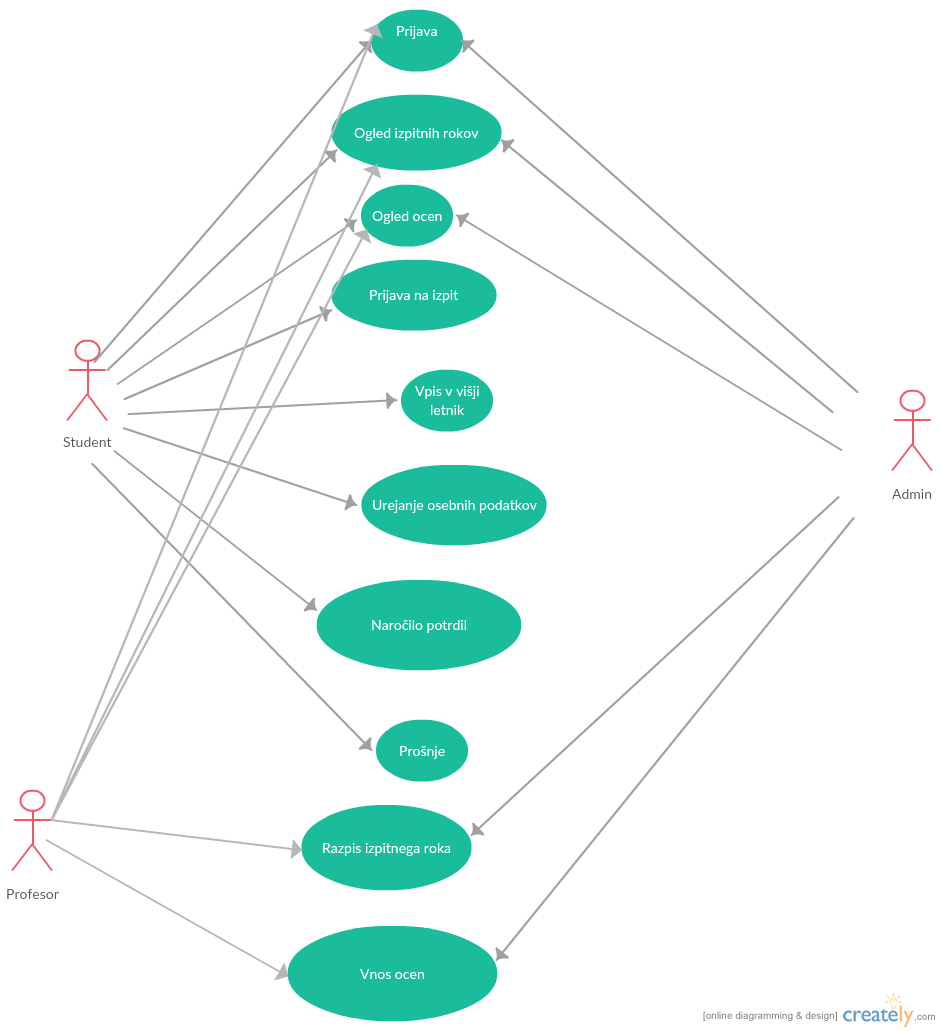 Prijava
Ogled izpitnih rokov
Ogled ocen
Prijava na izpit
Vpis v višji
letnik
Student
Admin
Urejanje osebnih podatkov
Naročilo potrdil
Prošnje
Razpis izpitnega roka
Profesor
Vnos ocen
[online diagramming & design] creately.com